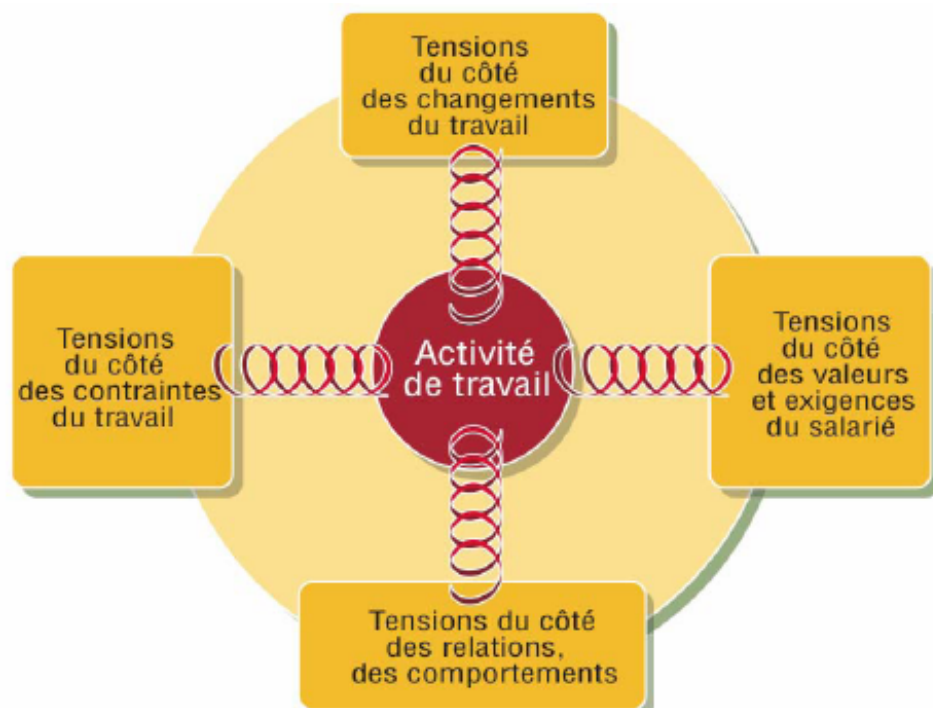 Tensions
du côté
des changements
du travail
Tensions
du côté
des contraintes
du travail
Activité
de travail
Tensions
du côté
des valeurs
et exigences
du salarié
Tensions du côté
des relations,
des comportements